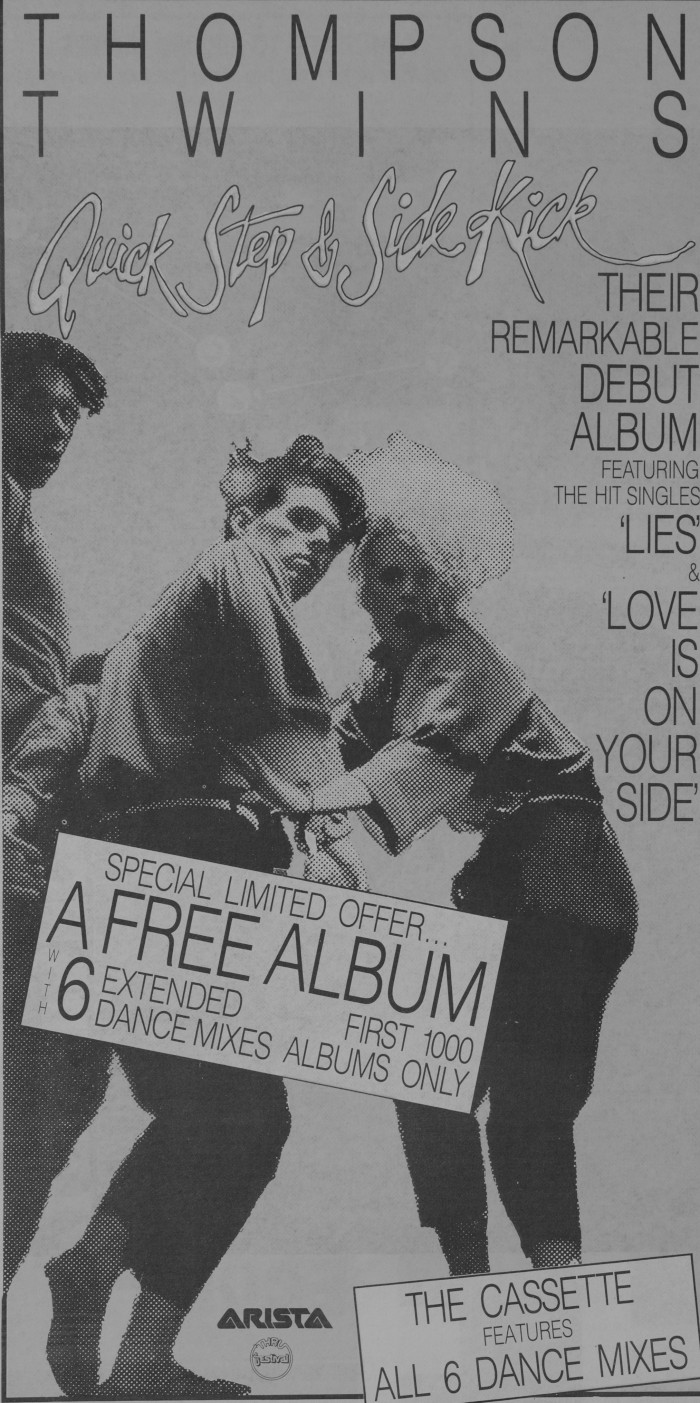 THOMPSON
TWINS
Quick Step & Side Kick
THEIR
REMARKABLE
DEBUT
ALBUM
FEATURING
THE HIT SINGLES
‘LIES’
&
‘LOVE
IS
ON
YOUR
SIDE’
SPECIAL LIMITED OFFER...
A FREE ALBUM
WITH
6 EXTENDED
DANCE MIXES
FIRST 1000
ALBUMS ONLY
ARISTA
Festival
THE CASSETTE
FEATURES
ALL 6 DANCE MIXES